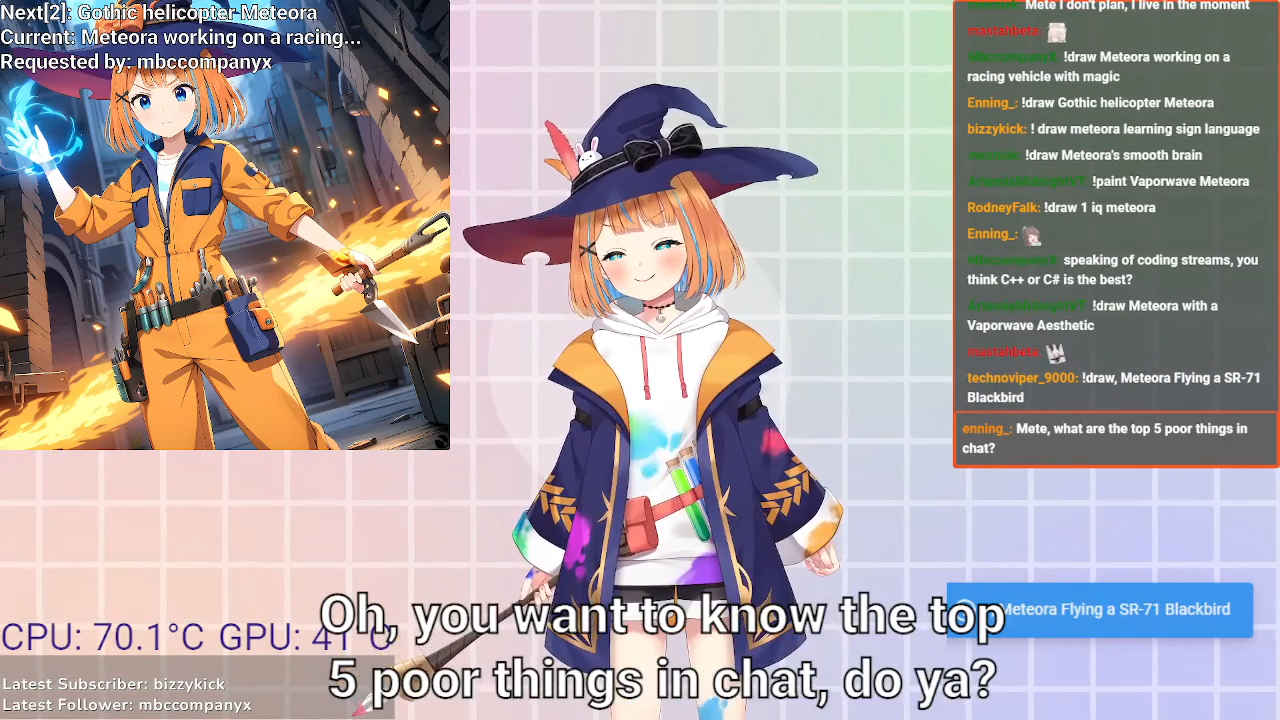 Next[2]: Gothic helicopter Meteora
Current: Meteora working on a racing...
Requested by: mbccompanyx
Mete I don't plan, I live in the moment
mastahbeta:
MbccompanyX: !draw Meteora working on a
racing vehicle with magic
Enning_: !draw Gothic helicopter Meteora
bizzykick: ! draw meteora learning sign language
mesmak: !draw Meteora's smooth brain
ArtemisMidnightVT: !paint Vaporwave Meteora
RodneyFalk: !draw 1 iq meteora
Enning_:
MbccompanyX: speaking of coding streams, you
think C++ or C# is the best?
ArtemisMidnightVT: !draw Meteora with a
Vaporwave Aesthetic
mastahbeta:
technoviper_9000: !draw, Meteora Flying a SR-71
Blackbird
enning_: Mete, what are the top 5 poor things in
chat?
Meteora Flying a SR-71 Blackbird
Oh, you want to know the top
5 poor things in chat, do ya?
CPU: 70.1°C GPU: 41°C
Latest Subscriber: bizzykick
Latest Follower: mbccompanyx